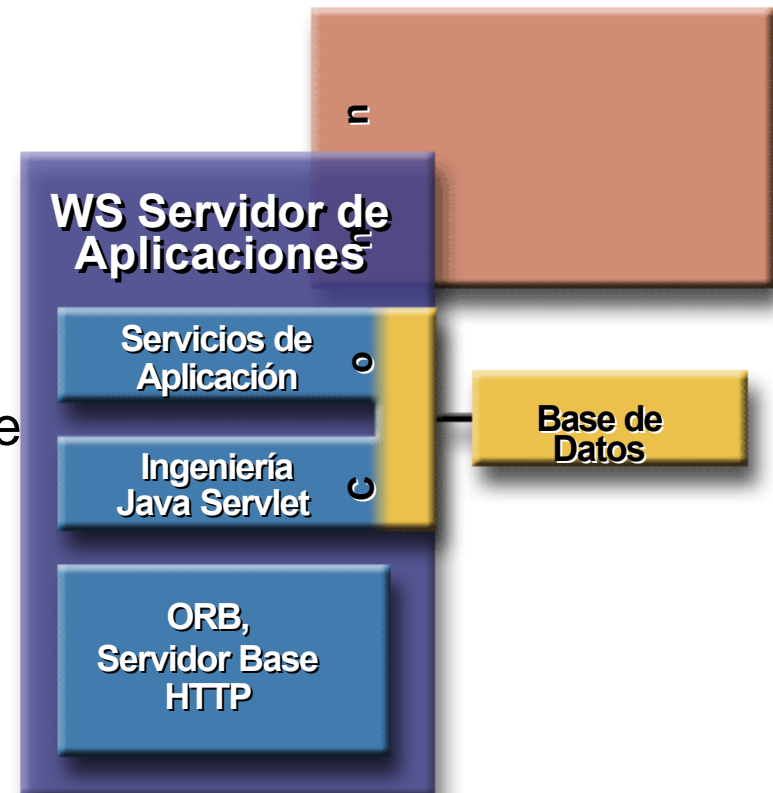 WS Servidor de
Aplicaciones
Servicios de
Aplicación
Ingeniería
Java Servlet
ORB,
Servidor Base
HTTP
C o n n
Base de
Datos
e